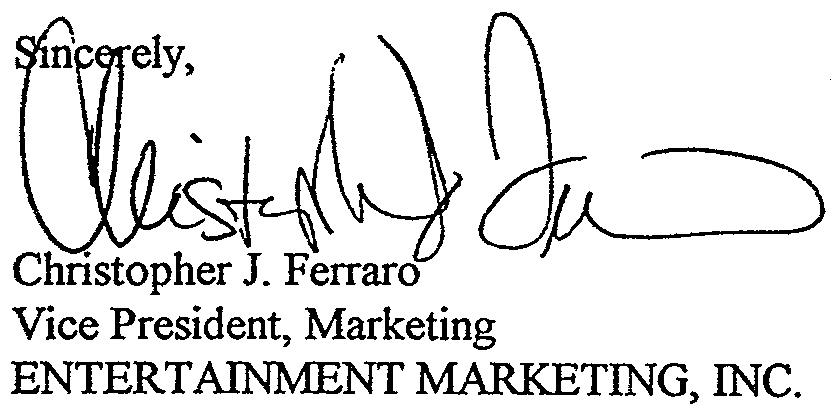 Sincerely,
Christopher J. Ferraro
Vice President, Marketing
ENTERTAINMENT MARKETING, INC.